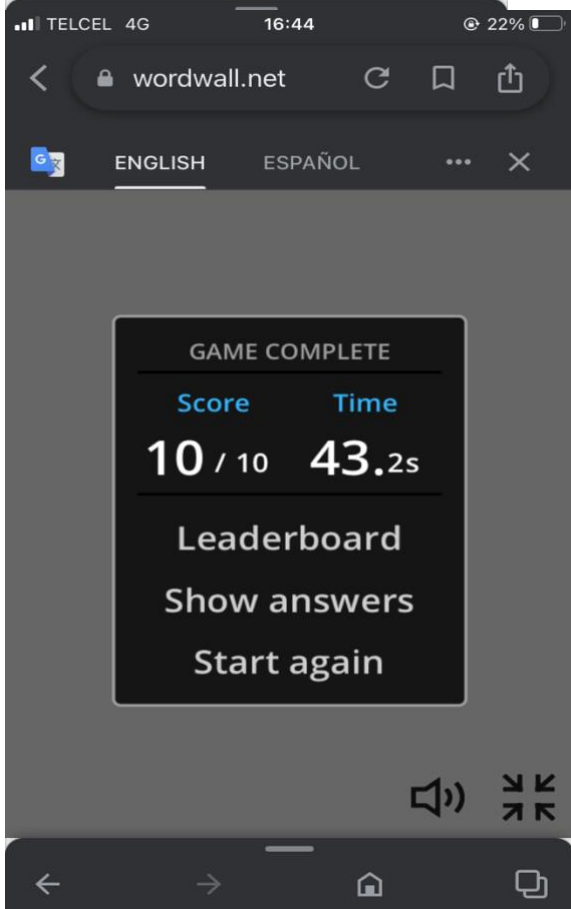 TELCEL 4G 16:44 22%
wordwall.net
ENGLISH ESPAÑOL
GAME COMPLETE
Score Time
10 / 10 43.2s
Leaderboard
Show answers
Start again